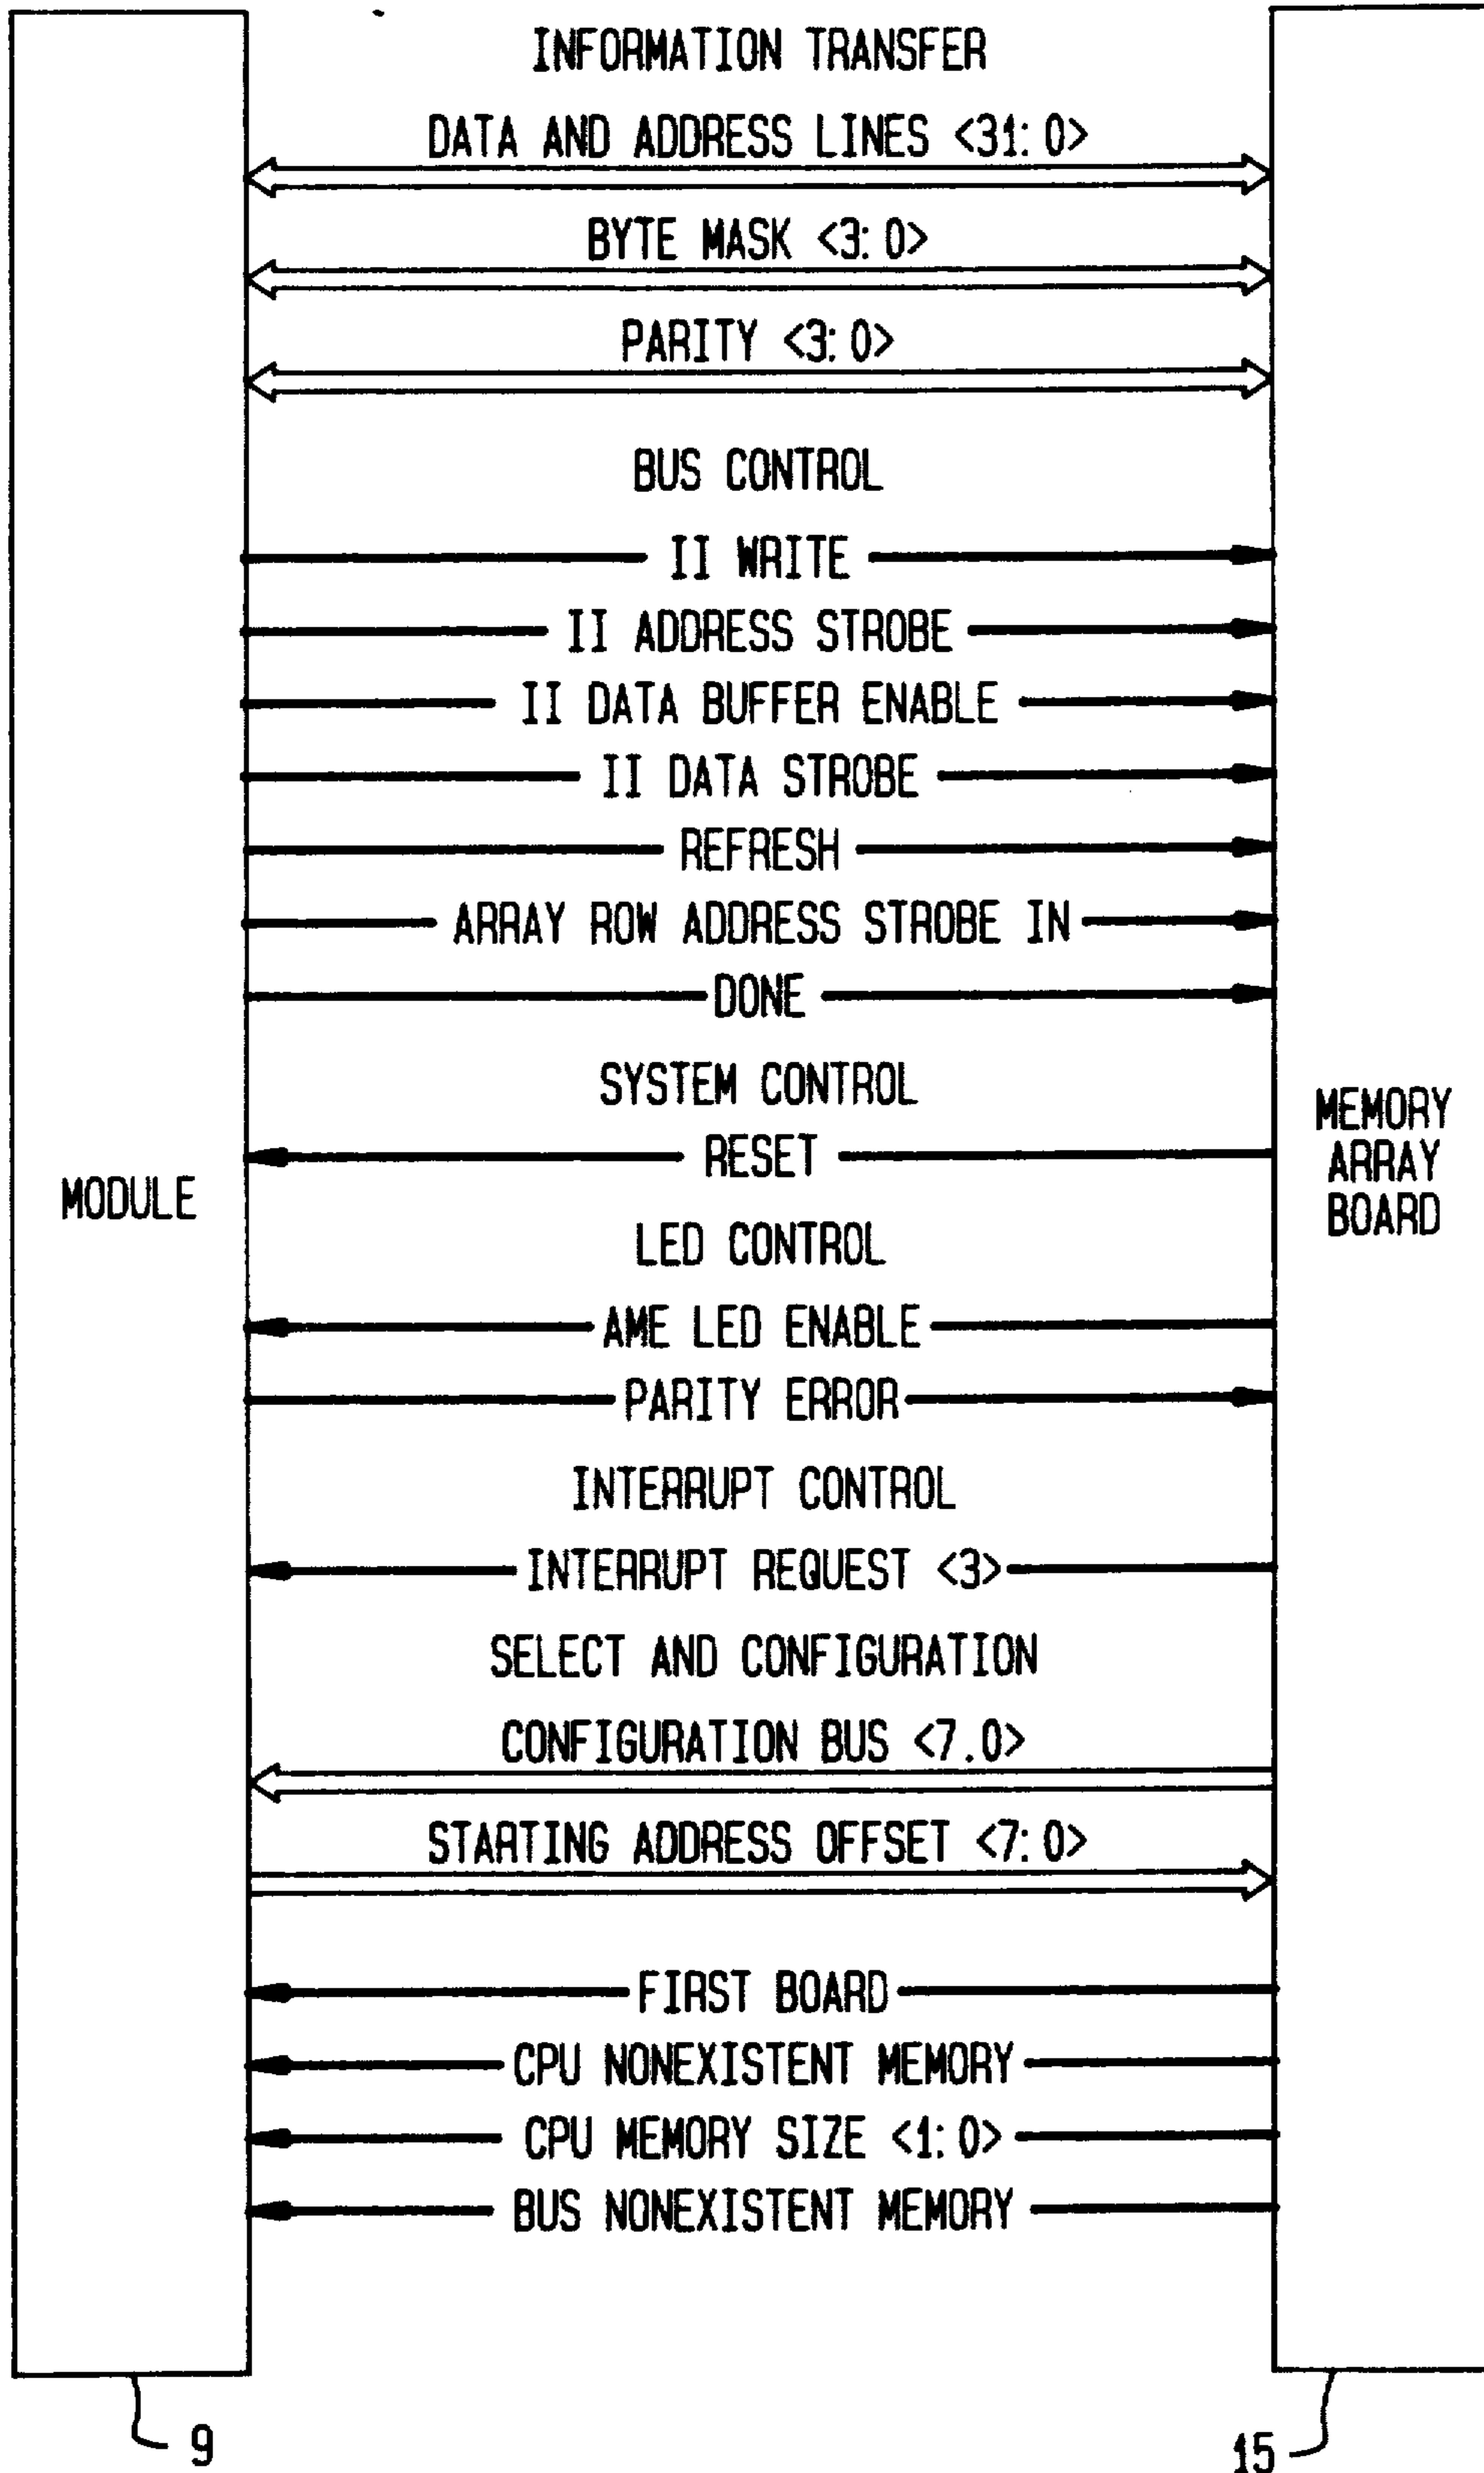 INFORMATION TRANSFER
DATA AND ADDRESS LINES <31:0>
BYTE MASK <3:0>
PARITY <3:0>
BUS CONTROL
II WRITE
II ADDRESS STROBE
II DATA BUFFER ENABLE
II DATA STROBE
REFRESH
ARRAY ROW ADDRESS STROBE IN
DONE
SYSTEM CONTROL
RESET
MODULE
MEMORY
ARRAY
BOARD
LED CONTROL
AME LED ENABLE
PARITY ERROR
INTERRUPT CONTROL
INTERRUPT REQUEST <3>
SELECT AND CONFIGURATION
CONFIGURATION BUS <7.0>
STARTING ADDRESS OFFSET <7:0>
FIRST BOARD
CPU NONEXISTENT MEMORY
CPU MEMORY SIZE <1:0>
BUS NONEXISTENT MEMORY
9
15